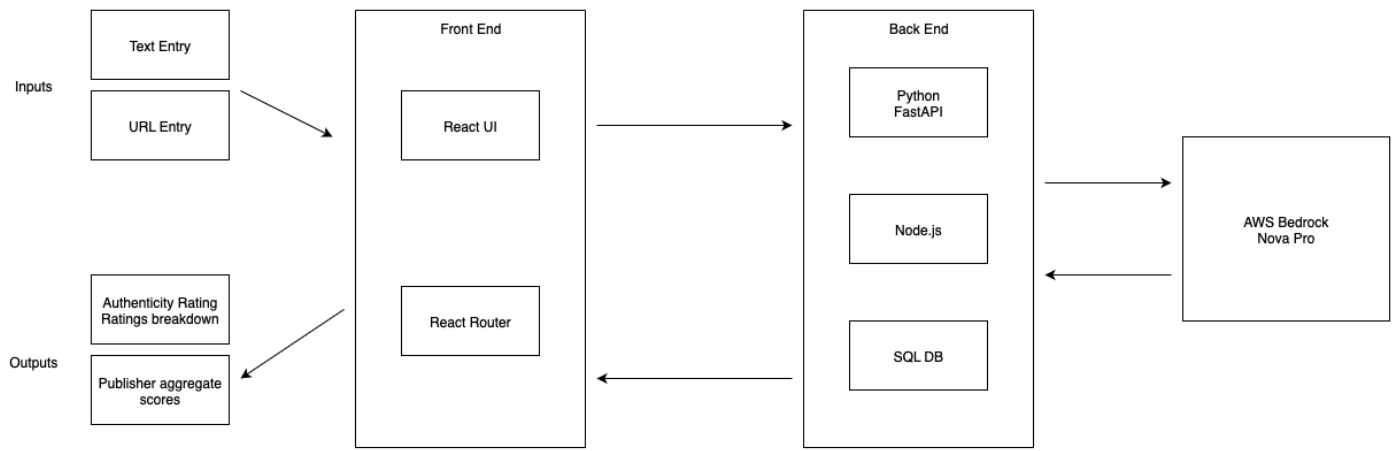 Inputs
Text Entry
URL Entry
Outputs
Authenticity Rating
Ratings breakdown
Publisher aggregate
scores
Front End
React UI
React Router
Back End
Python
FastAPI
Node.js
SQL DB
AWS Bedrock
Nova Pro